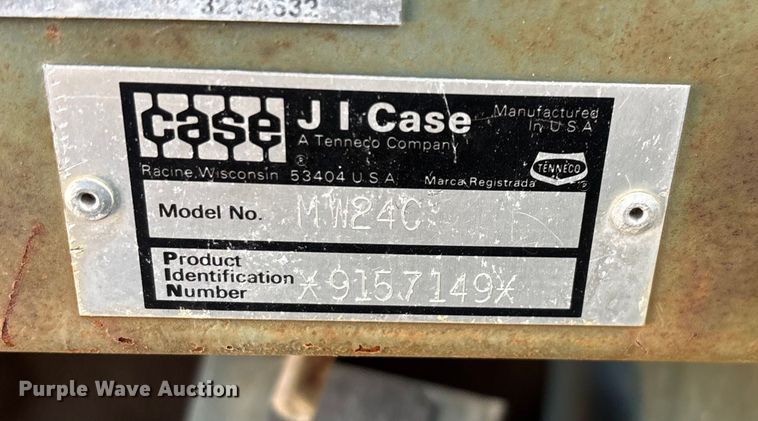 case
J I Case
A Tenneco Company
Manufactured
In U.S.A.
®
Racine, Wisconsin 53404 U.S.A.
Marca Registrada
TENNECO
Model No. MW24C
Product
Identification
Number *9157149*
Purple Wave Auction